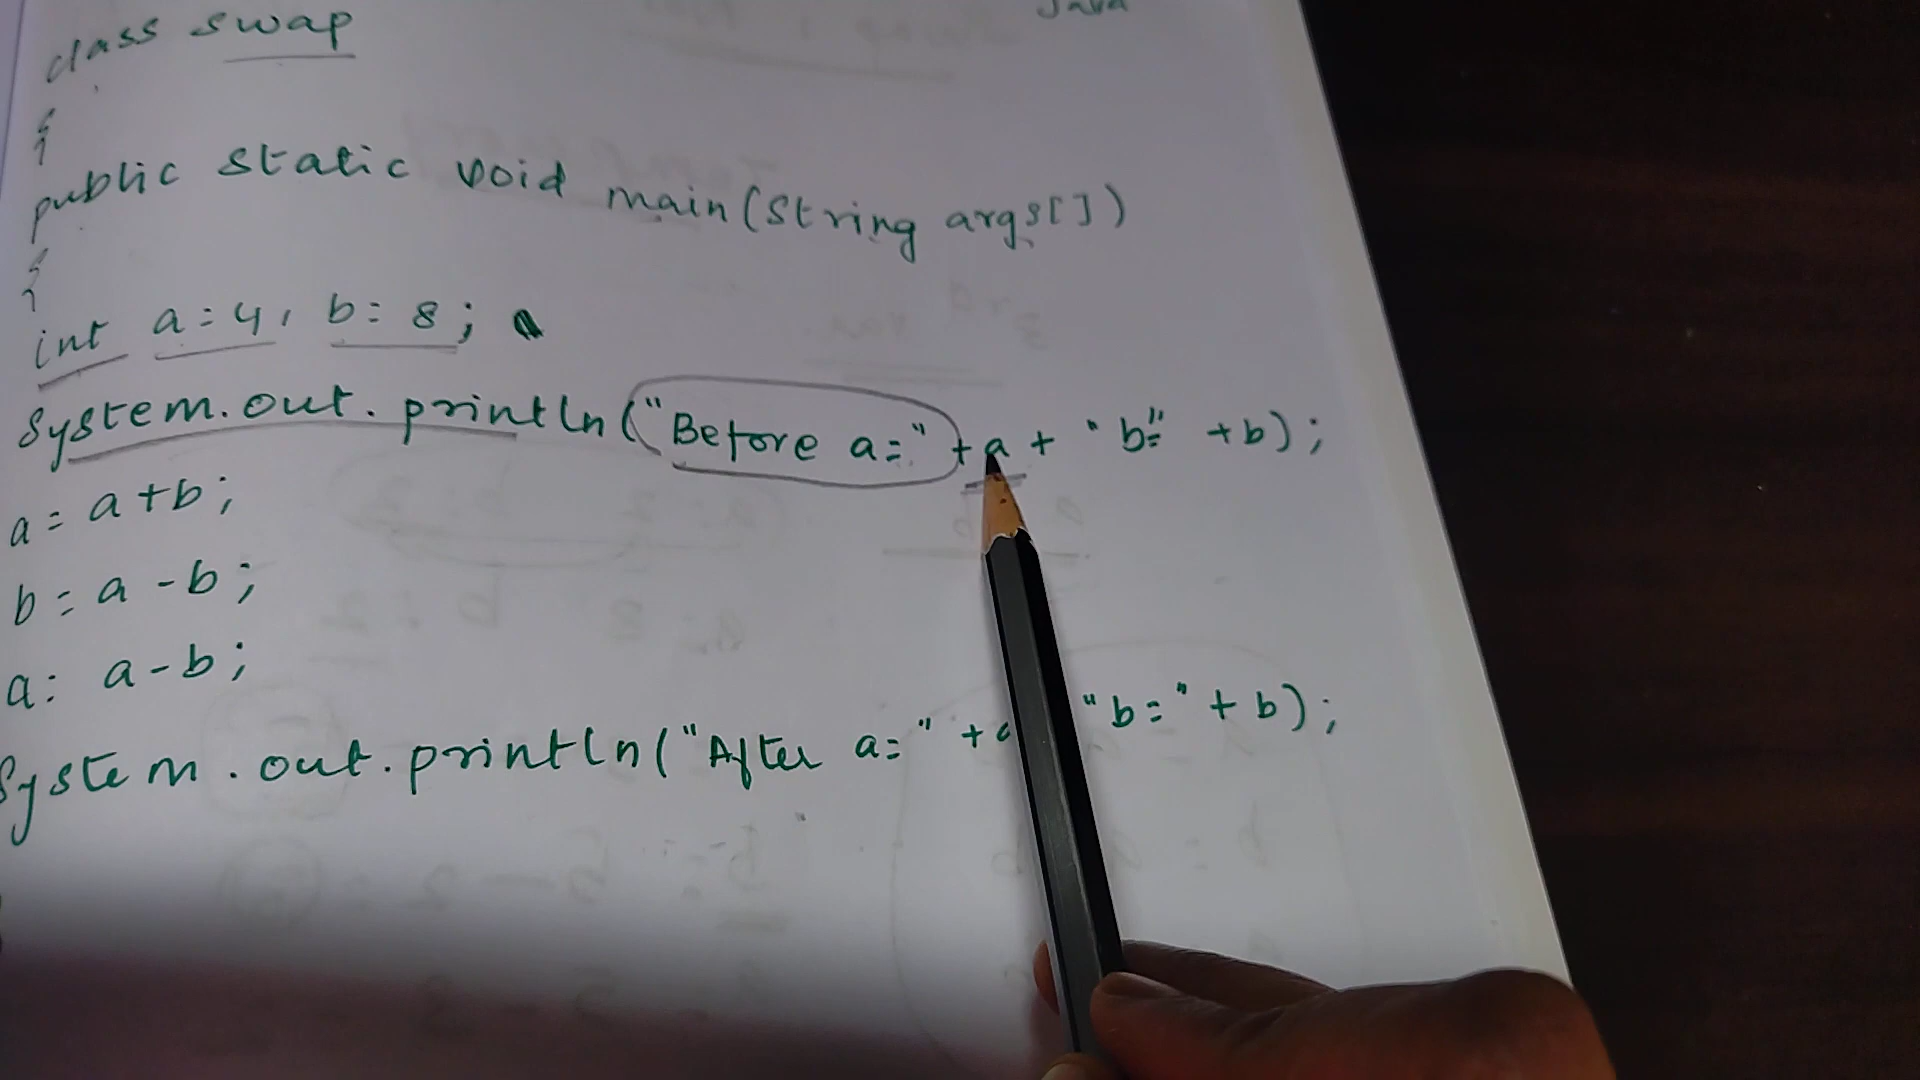 Java
class swap
{
public static void main(String args[])
{
int a=4, b=8;
System.out.println("Before a="+a+ "b=" +b);
a=a+b;
b=a-b;
a=a-b;
System.out.println("After a=" + "b="+b);